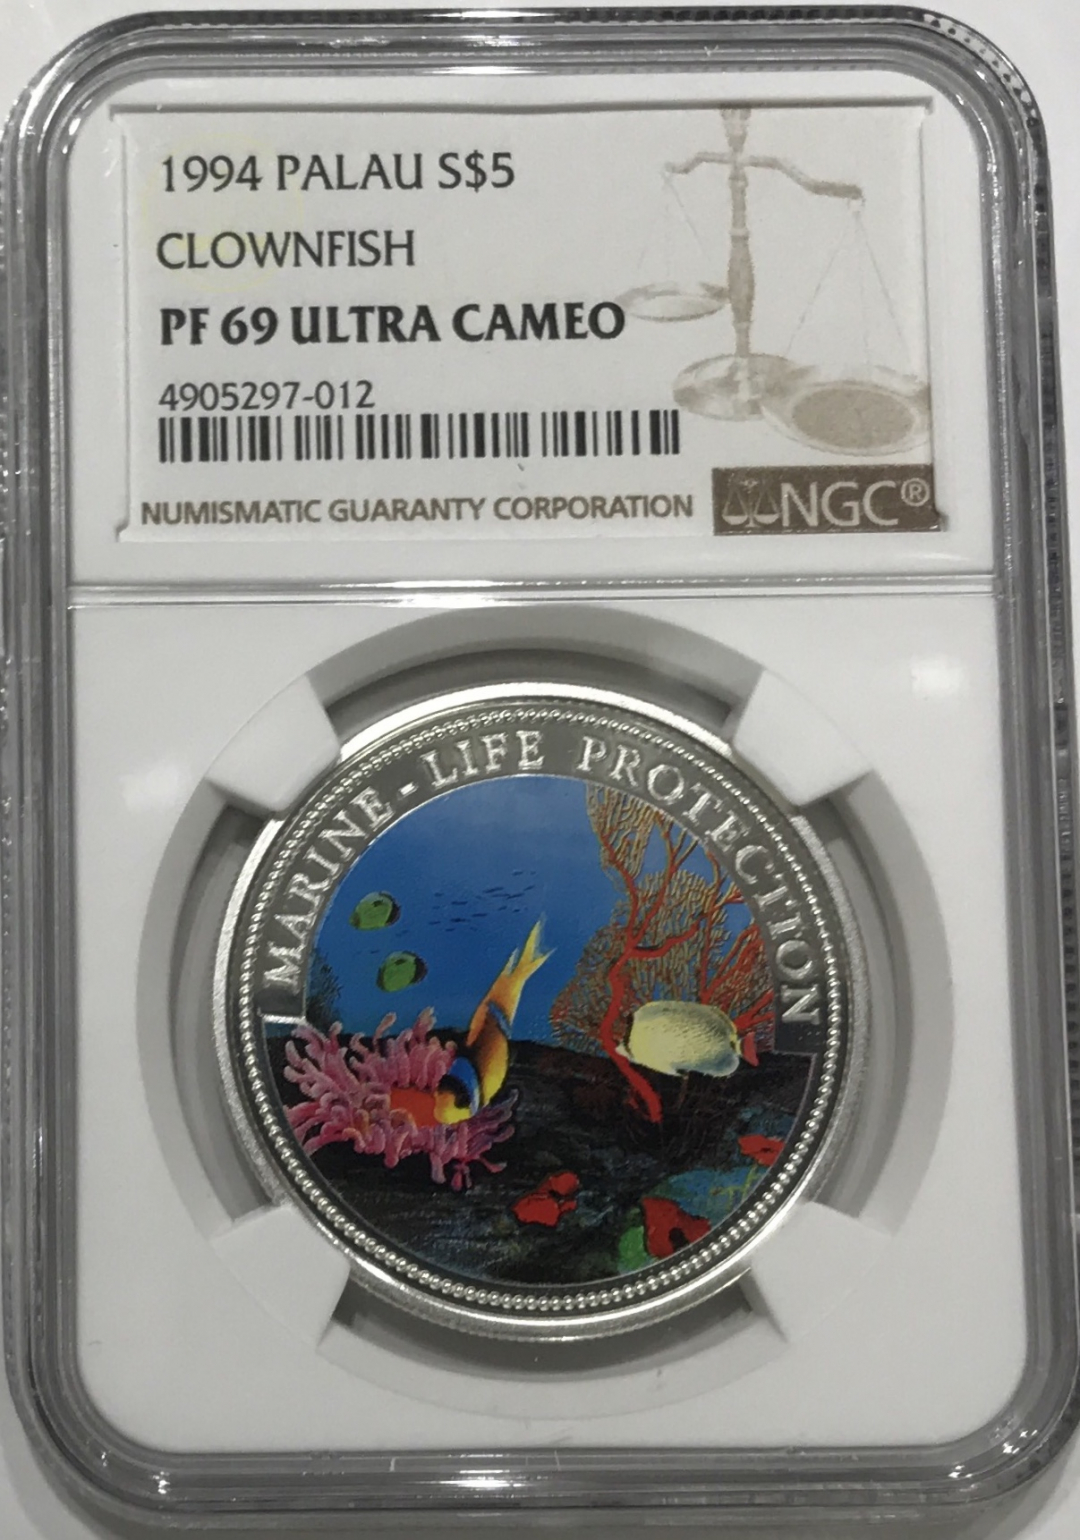 1994 PALAU S$5
CLOWNFISH
PF 69 ULTRA CAMEO
4905297-012
NUMISMATIC GUARANTY CORPORATION
NGC®
MARINE - LIFE PROTECTION